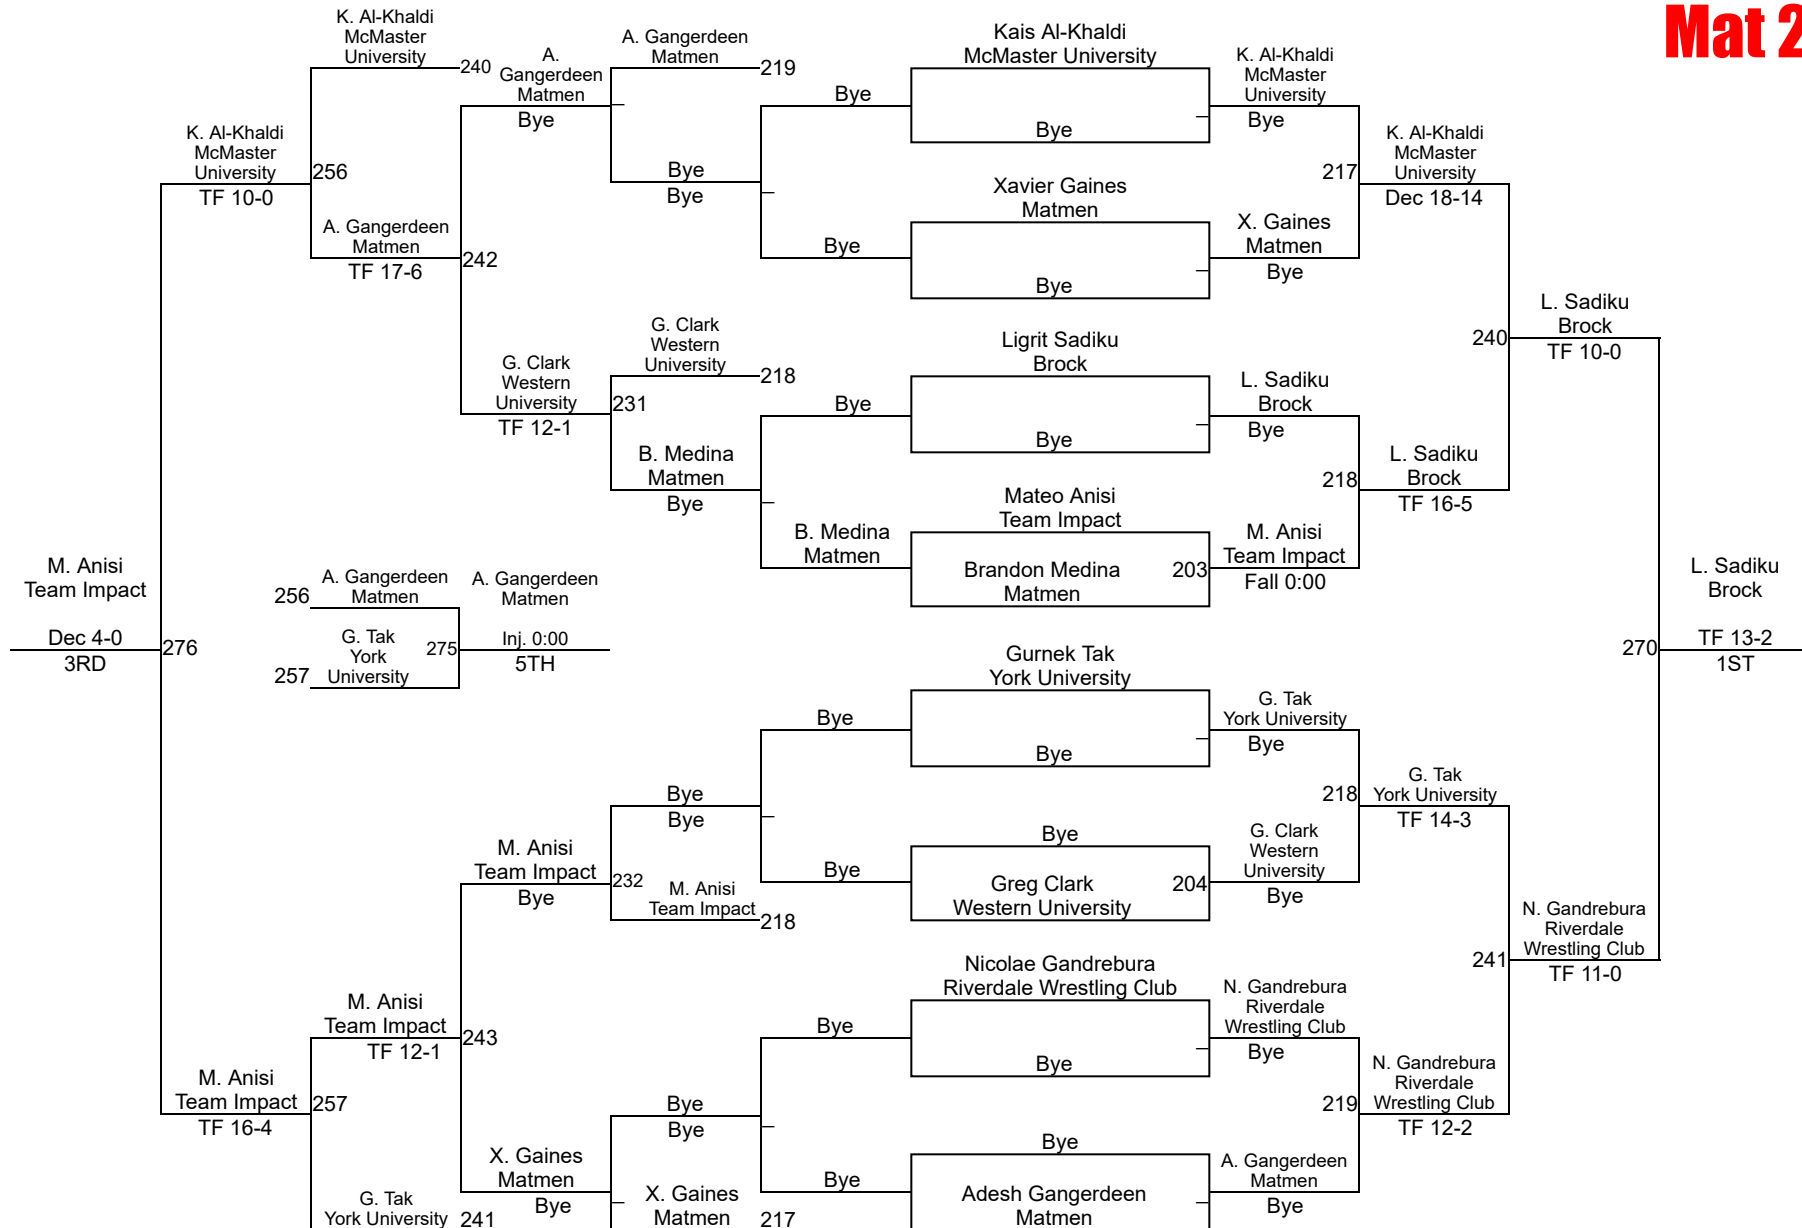 Mat 2
K. Al-Khaldi
McMaster
University
240
A.
Gangerdeen
Matmen
Bye
A. Gangerdeen
Matmen
219
Bye
Kais Al-Khaldi
McMaster University
Bye
K. Al-Khaldi
McMaster
University
Bye
K. Al-Khaldi
McMaster
University
TF 10-0
256
Bye
Bye
217
K. Al-Khaldi
McMaster
University
Dec 18-14
Xavier Gaines
Matmen
Bye
A. Gangerdeen
Matmen
TF 17-6
242
Bye
X. Gaines
Matmen
Bye
L. Sadiku
Brock
TF 10-0
240
G. Clark
Western
University
218
Ligrit Sadiku
Brock
Bye
G. Clark
Western
University
TF 12-1
231
Bye
L. Sadiku
Brock
Bye
B. Medina
Matmen
Bye
218
L. Sadiku
Brock
TF 16-5
Mateo Anisi
Team Impact
B. Medina
Matmen
Brandon Medina
Matmen
203
M. Anisi
Team Impact
Fall 0:00
M. Anisi
Team Impact
Dec 4-0
3RD
276
256
A. Gangerdeen
Matmen
257
G. Tak
York
University
275
A. Gangerdeen
Matmen
Inj. 0:00
5TH
L. Sadiku
Brock
270
TF 13-2
1ST
Gurnek Tak
York University
Bye
Bye
G. Tak
York University
Bye
Bye
Bye
218
G. Tak
York University
TF 14-3
M. Anisi
Team Impact
Bye
232
M. Anisi
Team Impact
218
Bye
Bye
Greg Clark
Western University
204
G. Clark
Western
University
Bye
N. Gandrebura
Riverdale
Wrestling Club
TF 11-0
241
Nicolae Gandrebura
Riverdale Wrestling Club
Bye
M. Anisi
Team Impact
TF 12-1
243
Bye
N. Gandrebura
Riverdale
Wrestling Club
Bye
M. Anisi
Team Impact
TF 16-4
257
Bye
Bye
219
N. Gandrebura
Riverdale
Wrestling Club
TF 12-2
X. Gaines
Matmen
Bye
Bye
Bye
Adesh Gangerdeen
Matmen
A. Gangerdeen
Matmen
Bye
G. Tak
York University
241
X. Gaines
Matmen
217